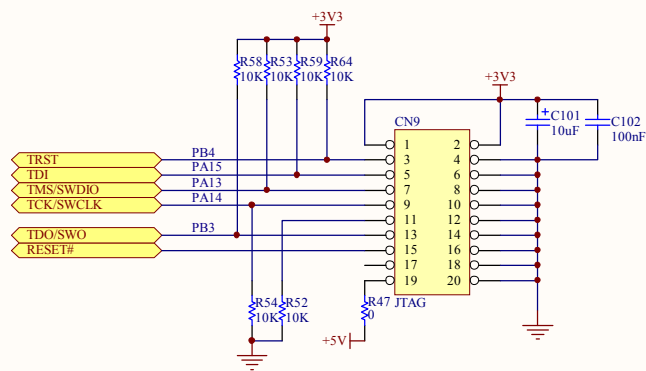 +3V3
R58 R53 R59 R64
10K 10K 10K 10K
+3V3
CN9
C101
10uF
C102
100nF
1 2
TRST PB4 3 4
TDI PA15 5 6
TMS/SWDIO PA13 7 8
TCK/SWCLK PA14 9 10
11 12
TDO/SWO PB3 13 14
RESET# 15 16
17 18
19 20
R54 R52 R47 JTAG
10K 10K 0
+5V